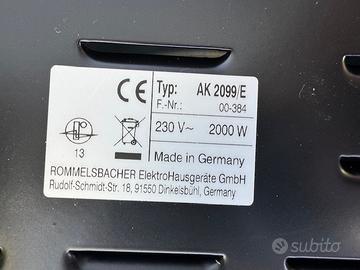 CE Typ: AK 2099/E
F.-Nr.: 00-384
13
230 V~ 2000 W
Made in Germany
ROMMELSBACHER ElektroHausgeräte GmbH
Rudolf-Schmidt-Str. 18, 91550 Dinkelsbühl, Germany
subito